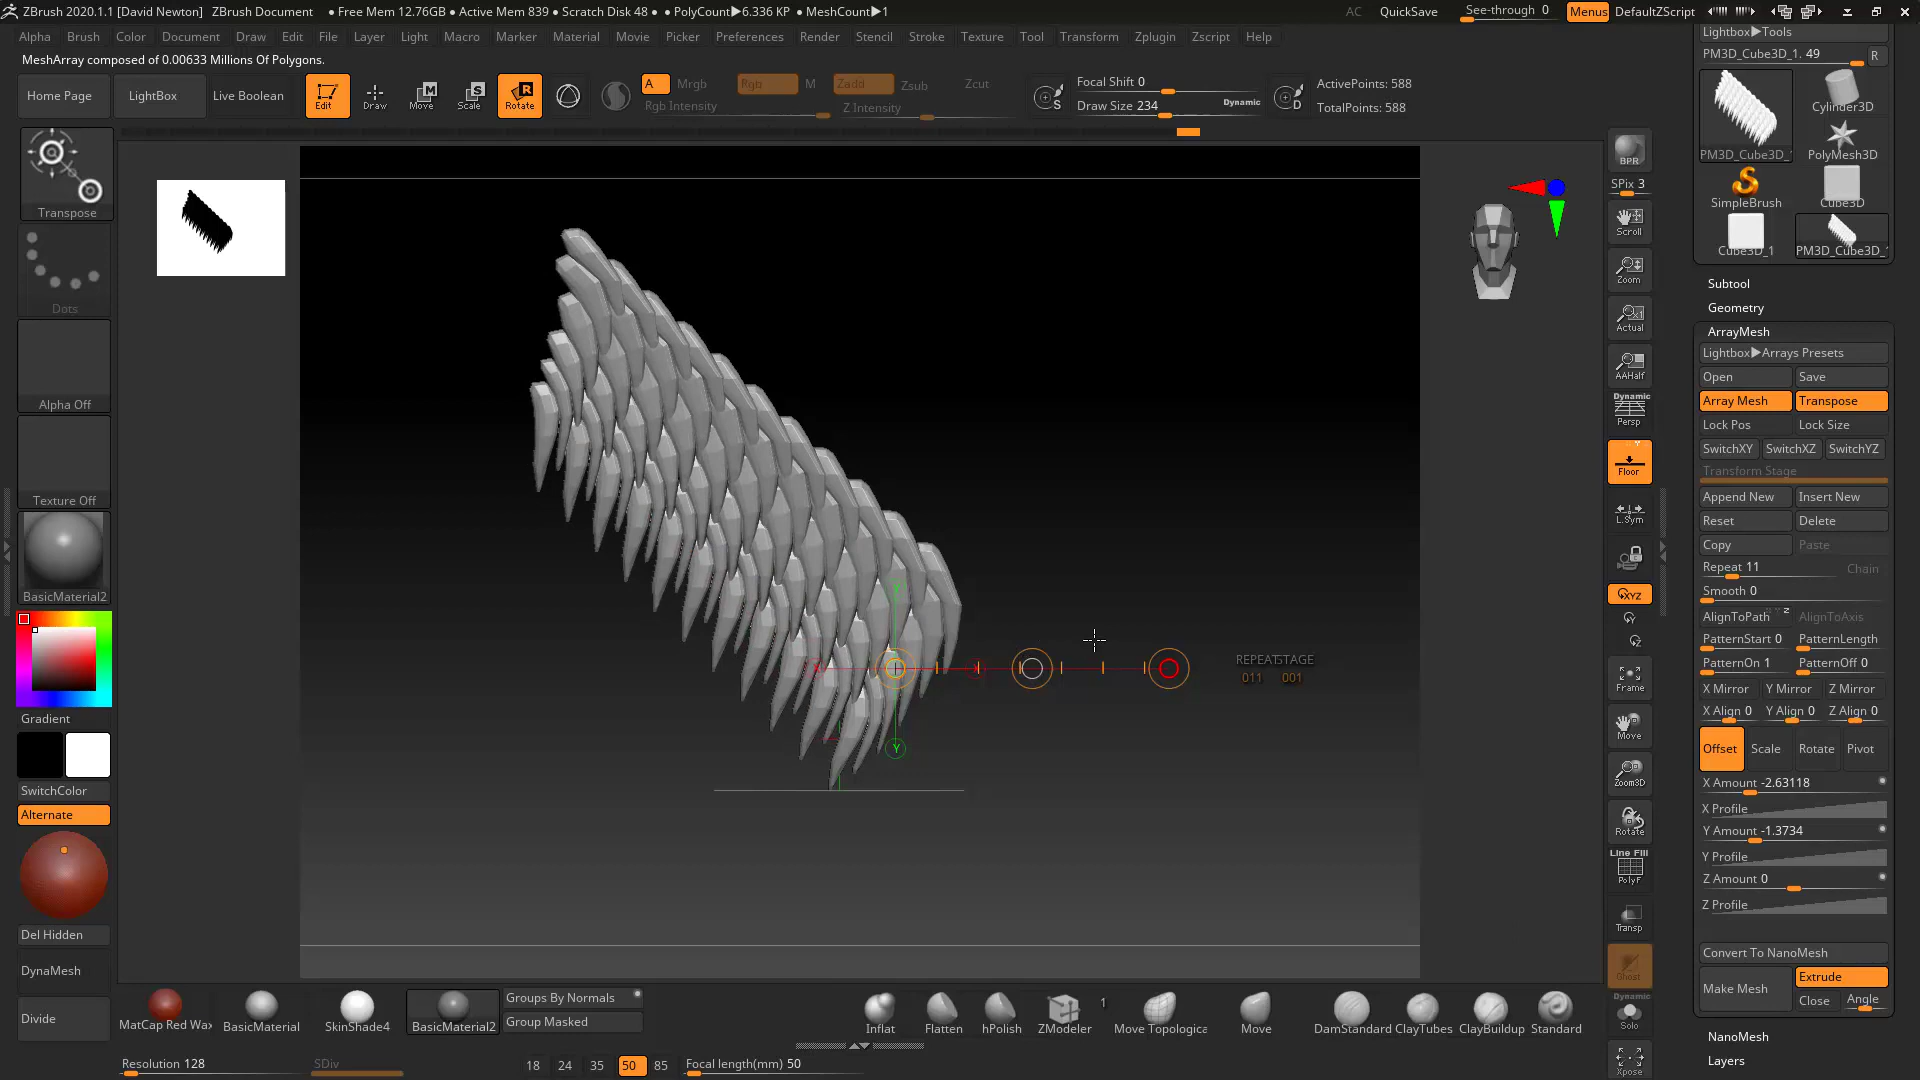 ZBrush 2020.1.1 [David Newton] ZBrush Document • Free Mem 12.76GB • Active Mem 839 • Scratch Disk 48 • PolyCount▶6.336 KP • MeshCount▶1 AC QuickSave See-through 0 Menus DefaultZScript
Alpha Brush Color Document Draw Edit File Layer Light Macro Marker Material Movie Picker Preferences Render Stencil Stroke Texture Tool Transform Zplugin Zscript Help
MeshArray composed of 0.00633 Millions Of Polygons.
Home Page LightBox Live Boolean
Edit Draw Move Scale Rotate
A Mrgb Rgb M Zadd Zsub Zcut
Rgb Intensity Z Intensity
Focal Shift 0
Draw Size 234 Dynamic
S D
ActivePoints: 588
TotalPoints: 588
Transpose
Dots
Alpha Off
Texture Off
BasicMaterial2
Gradient
SwitchColor
Alternate
Del Hidden
DynaMesh
Divide
Y
REPEAT STAGE
011 001
BPR
SPix 3
Scroll
Zoom
Actual
AAHalf
Dynamic
Persp
Floor
L.Sym
XYZ
Frame
Move
Zoom3D
Rotate
Line Fill
PolyF
Transp
Ghost
Dynamic
Solo
Xpose
Lightbox▶Tools
PM3D_Cube3D_1. 49 R
PM3D_Cube3D_1
Cylinder3D
PolyMesh3D
SimpleBrush Cube3D
Cube3D_1 PM3D_Cube3D_1
Subtool
Geometry
ArrayMesh
Lightbox▶Arrays Presets
Open Save
Array Mesh Transpose
Lock Pos Lock Size
SwitchXY SwitchXZ SwitchYZ
Transform Stage
Append New Insert New
Reset Delete
Copy Paste
Repeat 11 Chain
Smooth 0
AlignToPath X Y Z AlignToAxis
PatternStart 0 PatternLength
PatternOn 1 PatternOff 0
X Mirror Y Mirror Z Mirror
X Align 0 Y Align 0 Z Align 0
Offset Scale Rotate Pivot
X Amount -2.63118
X Profile
Y Amount -1.3734
Y Profile
Z Amount 0
Z Profile
Convert To NanoMesh
Make Mesh Extrude
Close Angle
NanoMesh
Layers
MatCap Red Wax BasicMaterial SkinShade4 BasicMaterial2
Groups By Normals
Group Masked
Inflat Flatten hPolish ZModeler 1 Move Topologica Move DamStandard ClayTubes ClayBuildup Standard
Resolution 128 SDiv 18 24 35 50 85 Focal length(mm) 50